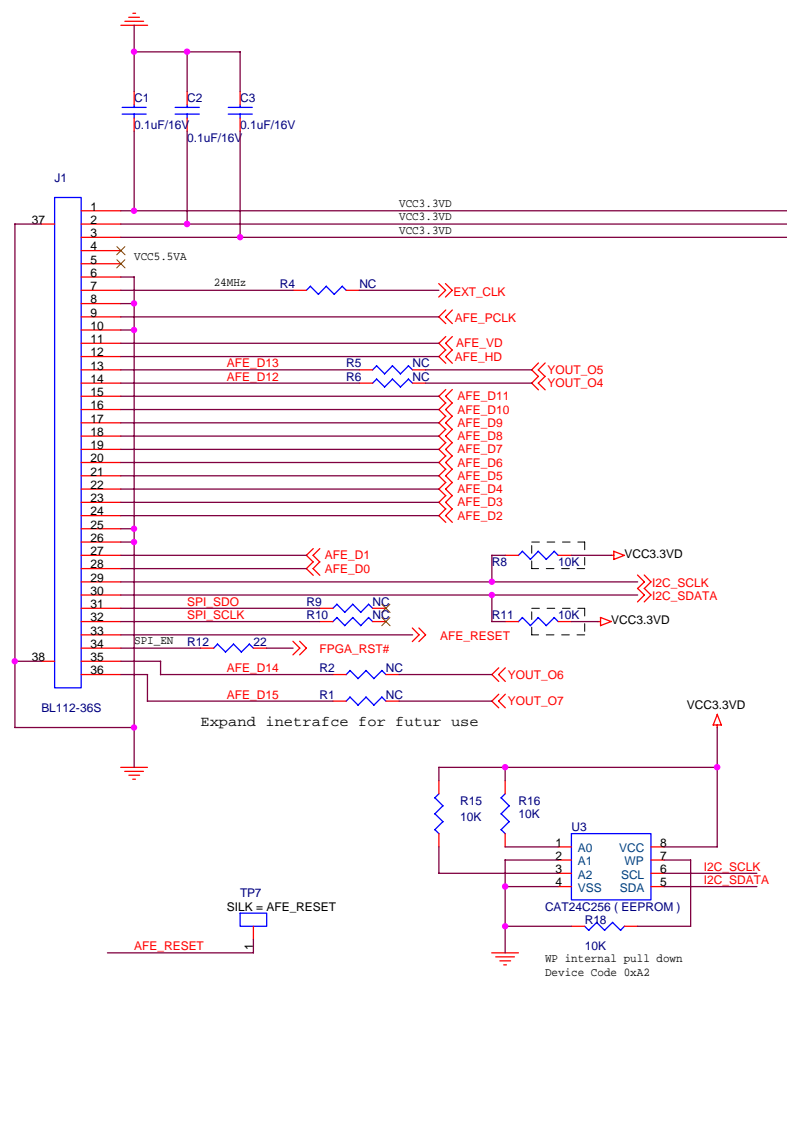 C1
C2
C3
0.1uF/16V
0.1uF/16V
0.1uF/16V
J1
1 VCC3.3VD
37 2 VCC3.3VD
3 VCC3.3VD
4
5 VCC5.5VA
6
7 24MHz R4 NC EXT_CLK
8
9 AFE_PCLK
10
11 AFE_VD
12 AFE_HD
13 AFE_D13 R5 NC YOUT_O5
14 AFE_D12 R6 NC YOUT_O4
15 AFE_D11
16 AFE_D10
17 AFE_D9
18 AFE_D8
19 AFE_D7
20 AFE_D6
21 AFE_D5
22 AFE_D4
23 AFE_D3
24 AFE_D2
25
26
27 AFE_D1
28 AFE_D0
R8 10K VCC3.3VD
29 I2C_SCLK
30 I2C_SDATA
31 SPI_SDO R9 NC
32 SPI_SCLK R10 NC
R11 10K VCC3.3VD
33 AFE_RESET
34 SPI_EN R12 22 FPGA_RST#
38 35 AFE_D14 R2 NC YOUT_O6
36 AFE_D15 R1 NC YOUT_O7
BL112-36S
Expand inetrafce for futur use
VCC3.3VD
R15
10K
R16
10K
U3
1 A0 VCC 8
2 A1 WP 7
3 A2 SCL 6 I2C_SCLK
4 VSS SDA 5 I2C_SDATA
CAT24C256 ( EEPROM )
R18
10K
WP internal pull down
Device Code 0xA2
TP7
SILK = AFE_RESET
AFE_RESET 1